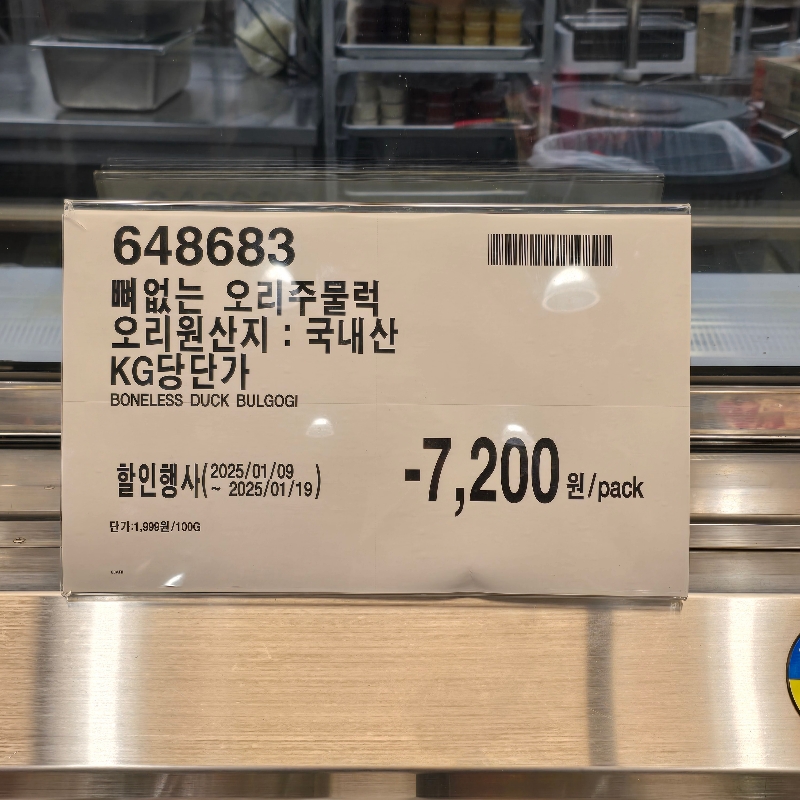 648683
뼈없는 오리주물럭
오리원산지 : 국내산
KG당단가
BONELESS DUCK BULGOGI
할인행사(2025/01/09
~ 2025/01/19)
-7,200원/pack
단가:1,999원/100G